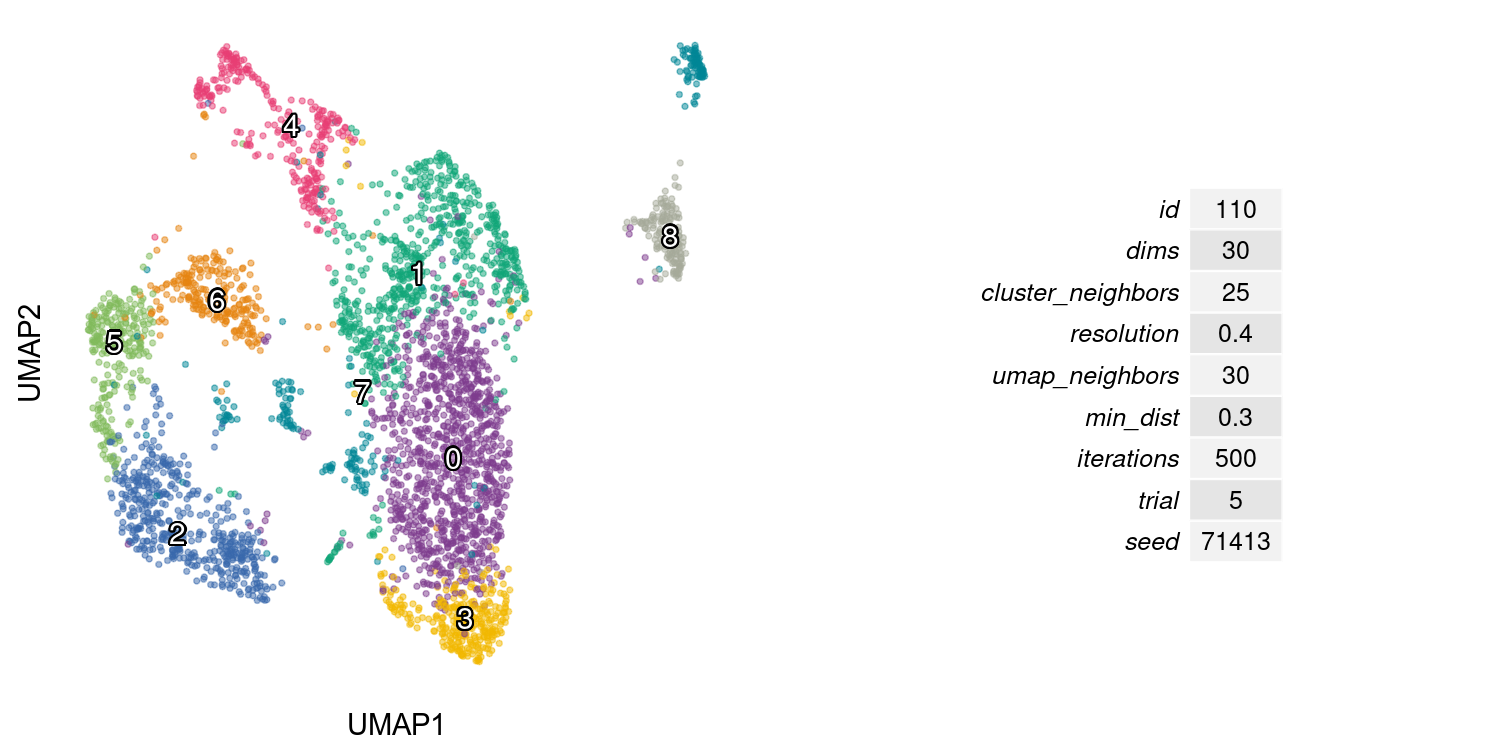 4
8
1
6
5
7
0
2
3
UMAP2
UMAP1
id 110
dims 30
cluster_neighbors 25
resolution 0.4
umap_neighbors 30
min_dist 0.3
iterations 500
trial 5
seed 71413